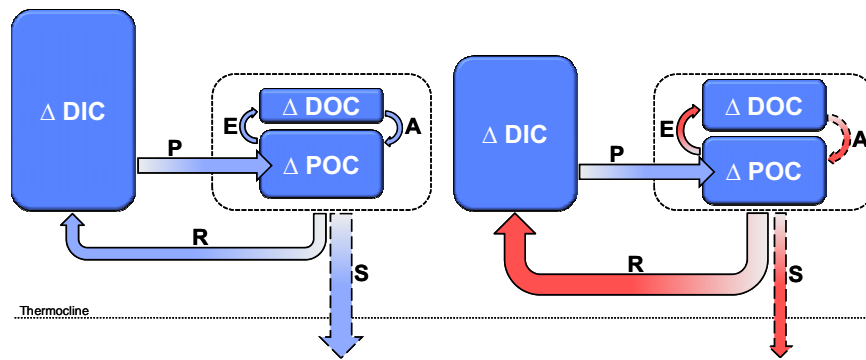 Δ DIC
P
E
Δ DOC
A
Δ POC
R
S
Δ DIC
P
E
Δ DOC
A
Δ POC
R
S
Thermocline